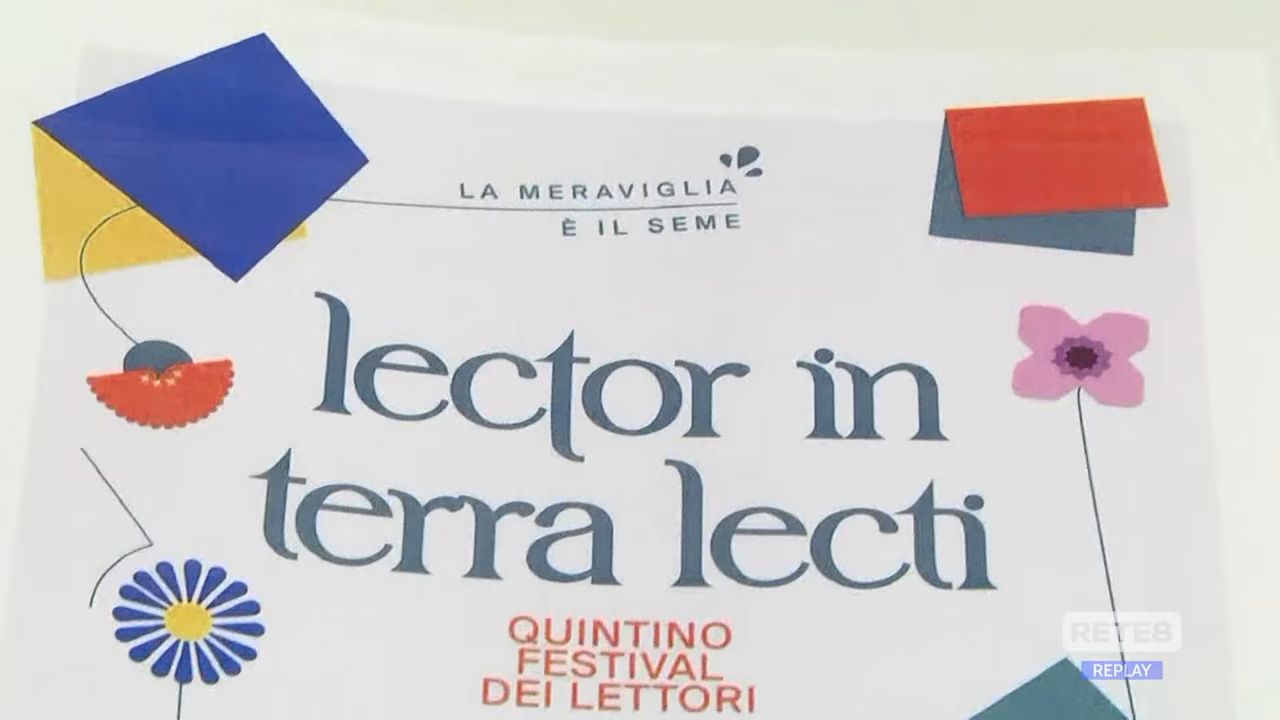 LA MERAVIGLIA
È IL SEME
lector in
terra lecti
QUINTINO
FESTIVAL
DEI LETTORI
RETE8
REPLAY